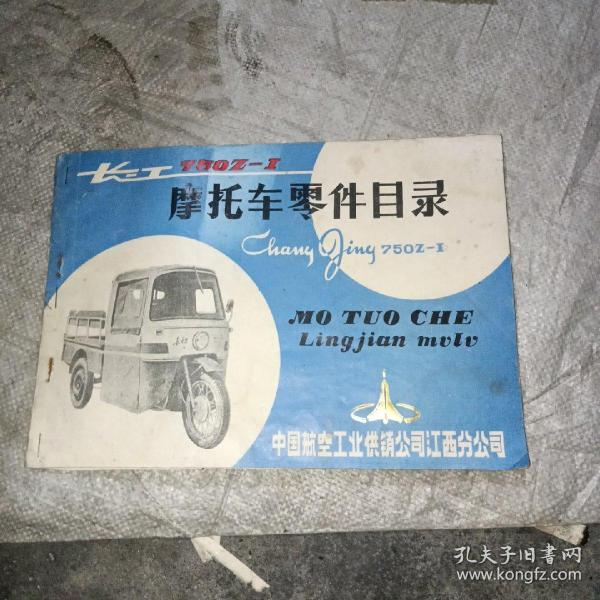 长江 750Z-I
摩托车零件目录
Chang Jing 750Z-I
MO TUO CHE
Lingjian mvlv
中国航空工业供销公司江西分公司
孔夫子旧书网
www.kongfz.com